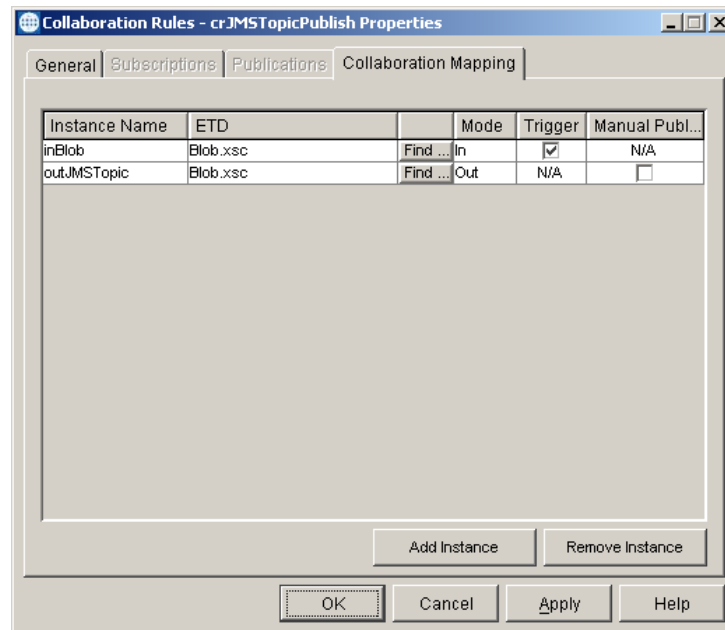 Collaboration Rules - crJMSTopicPublish Properties
General Subscriptions Publications Collaboration Mapping
Instance Name ETD Mode Trigger Manual Publ...
inBlob Blob.xsc Find ... In N/A
outJMSTopic Blob.xsc Find ... Out N/A
Add Instance Remove Instance
OK Cancel Apply Help